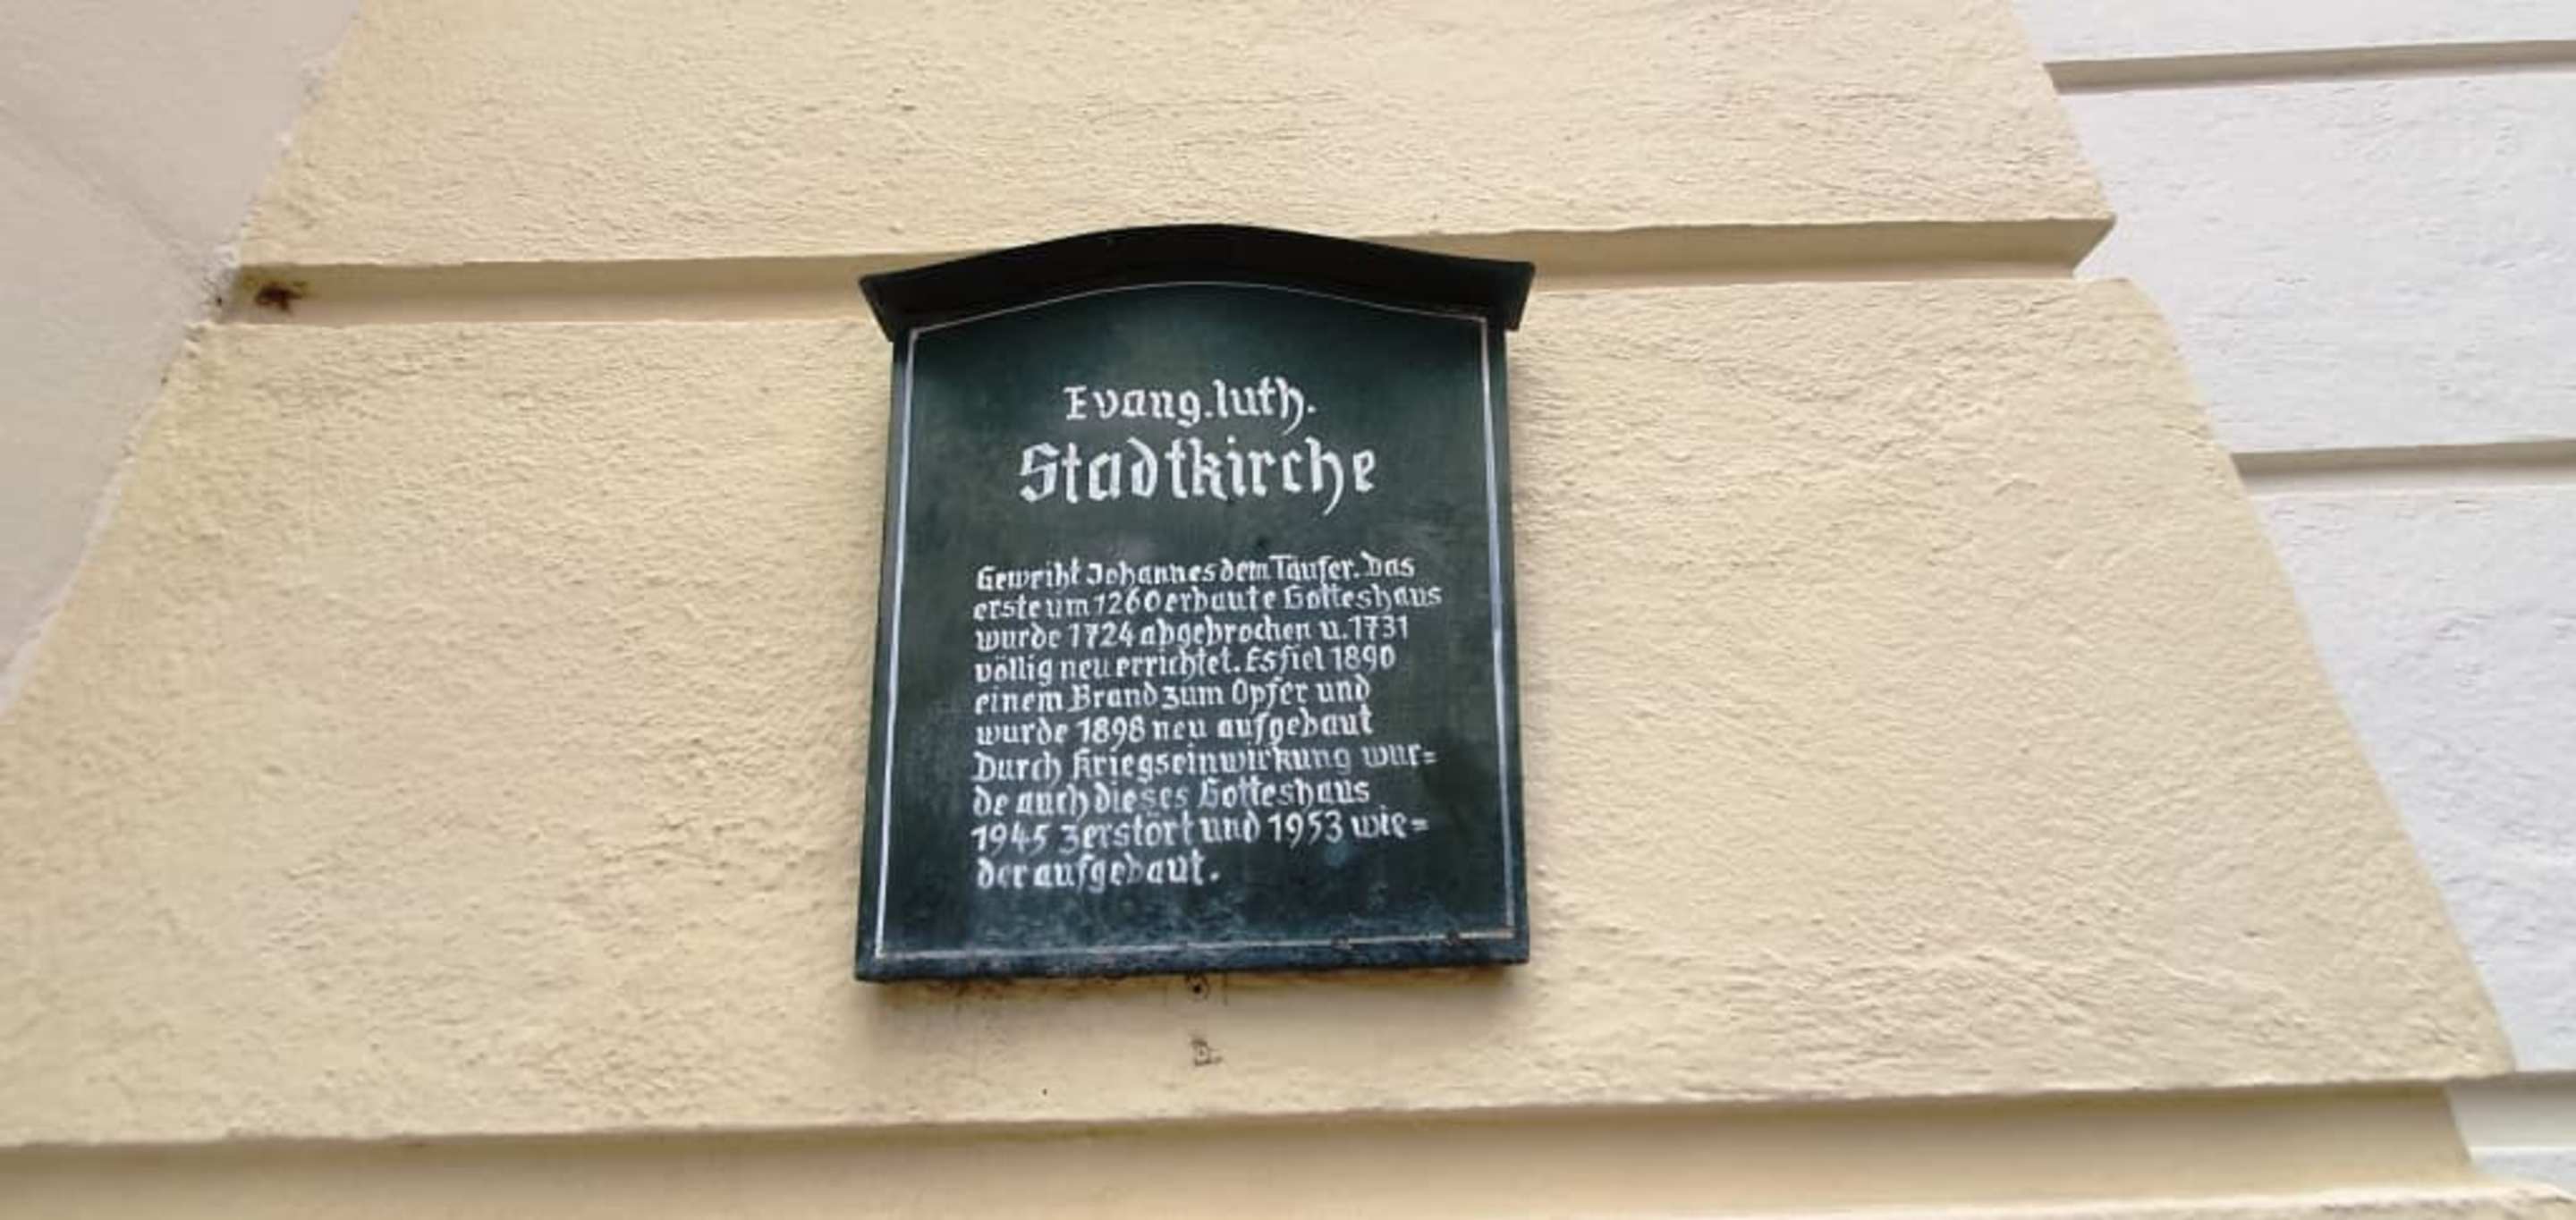 Evang.luth.
Stadtkirche
Geweiht Johannes dem Täufer. Das
erste um 1260 erbaute Gotteshaus
wurde 1724 abgebrochen u. 1731
völlig neu errichtet. Es fiel 1890
einem Brand zum Opfer und
wurde 1898 neu aufgebaut
Durch Kriegseinwirkung wur=
de auch dieses Gotteshaus
1945 zerstört und 1953 wie=
der aufgebaut.